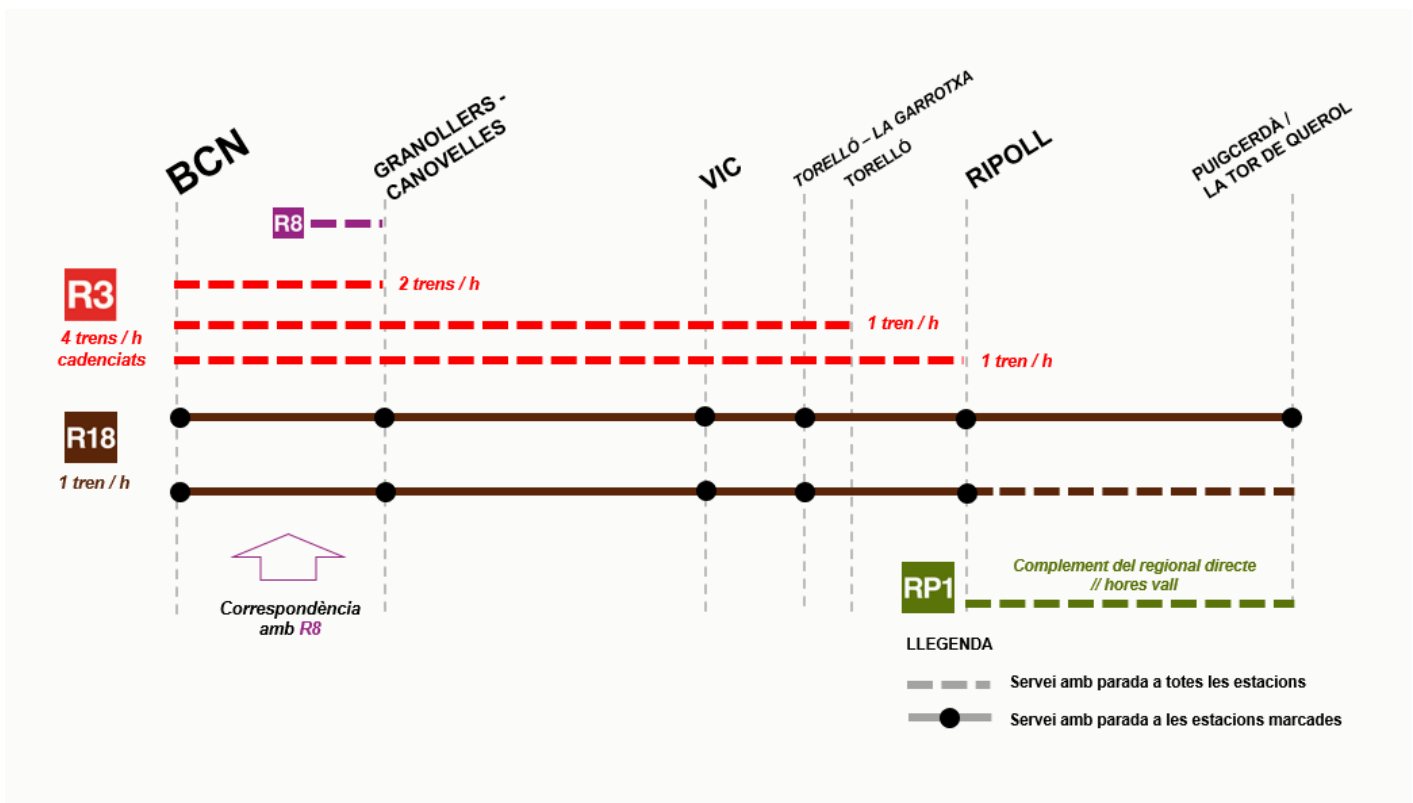 BCN
GRANOLLERS -
CANOVELLES
VIC
TORELLÓ – LA GARROTXA
TORELLÓ
RIPOLL
PUIGCERDÀ /
LA TOR DE QUEROL
R8
R3
2 trens / h
4 trens / h
cadenciats
1 tren / h
1 tren / h
R18
1 tren / h
Correspondència
amb R8
RP1
Complement del regional directe
// hores vall
LLEGENDA
Servei amb parada a totes les estacions
Servei amb parada a les estacions marcades